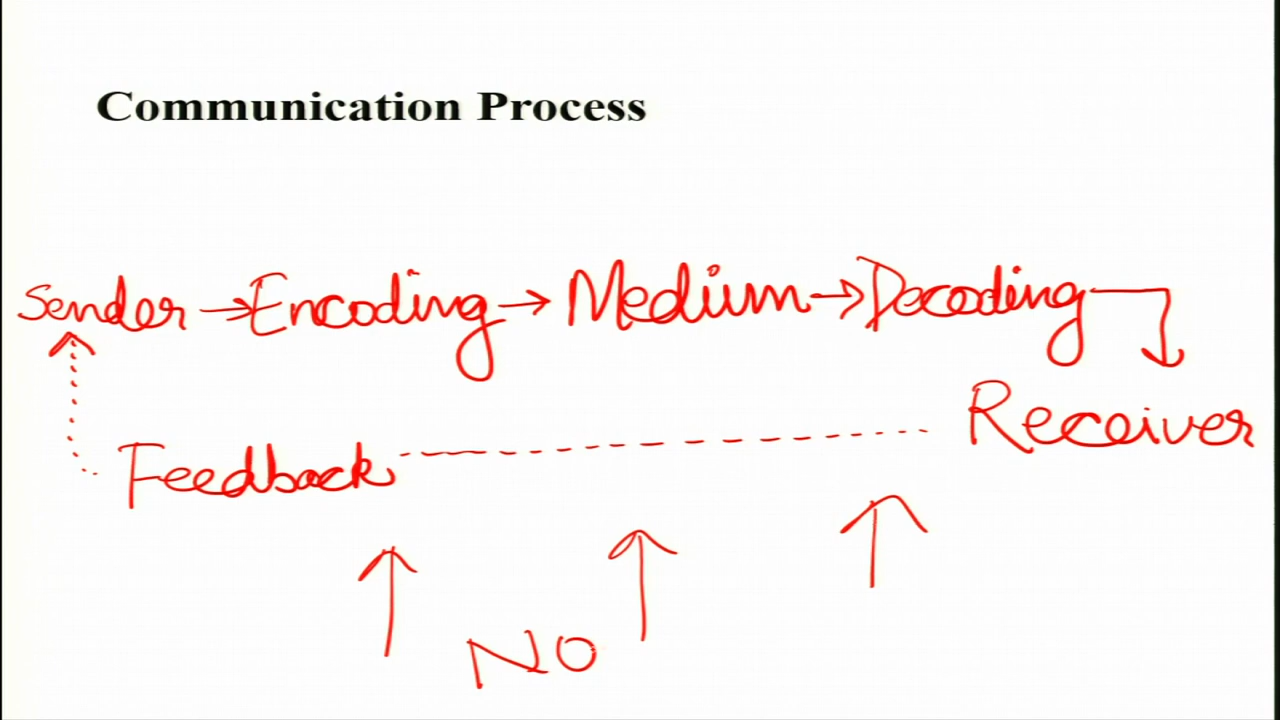 Communication Process
Sender → Encoding → Medium → Decoding
Receiver
Feedback
NO